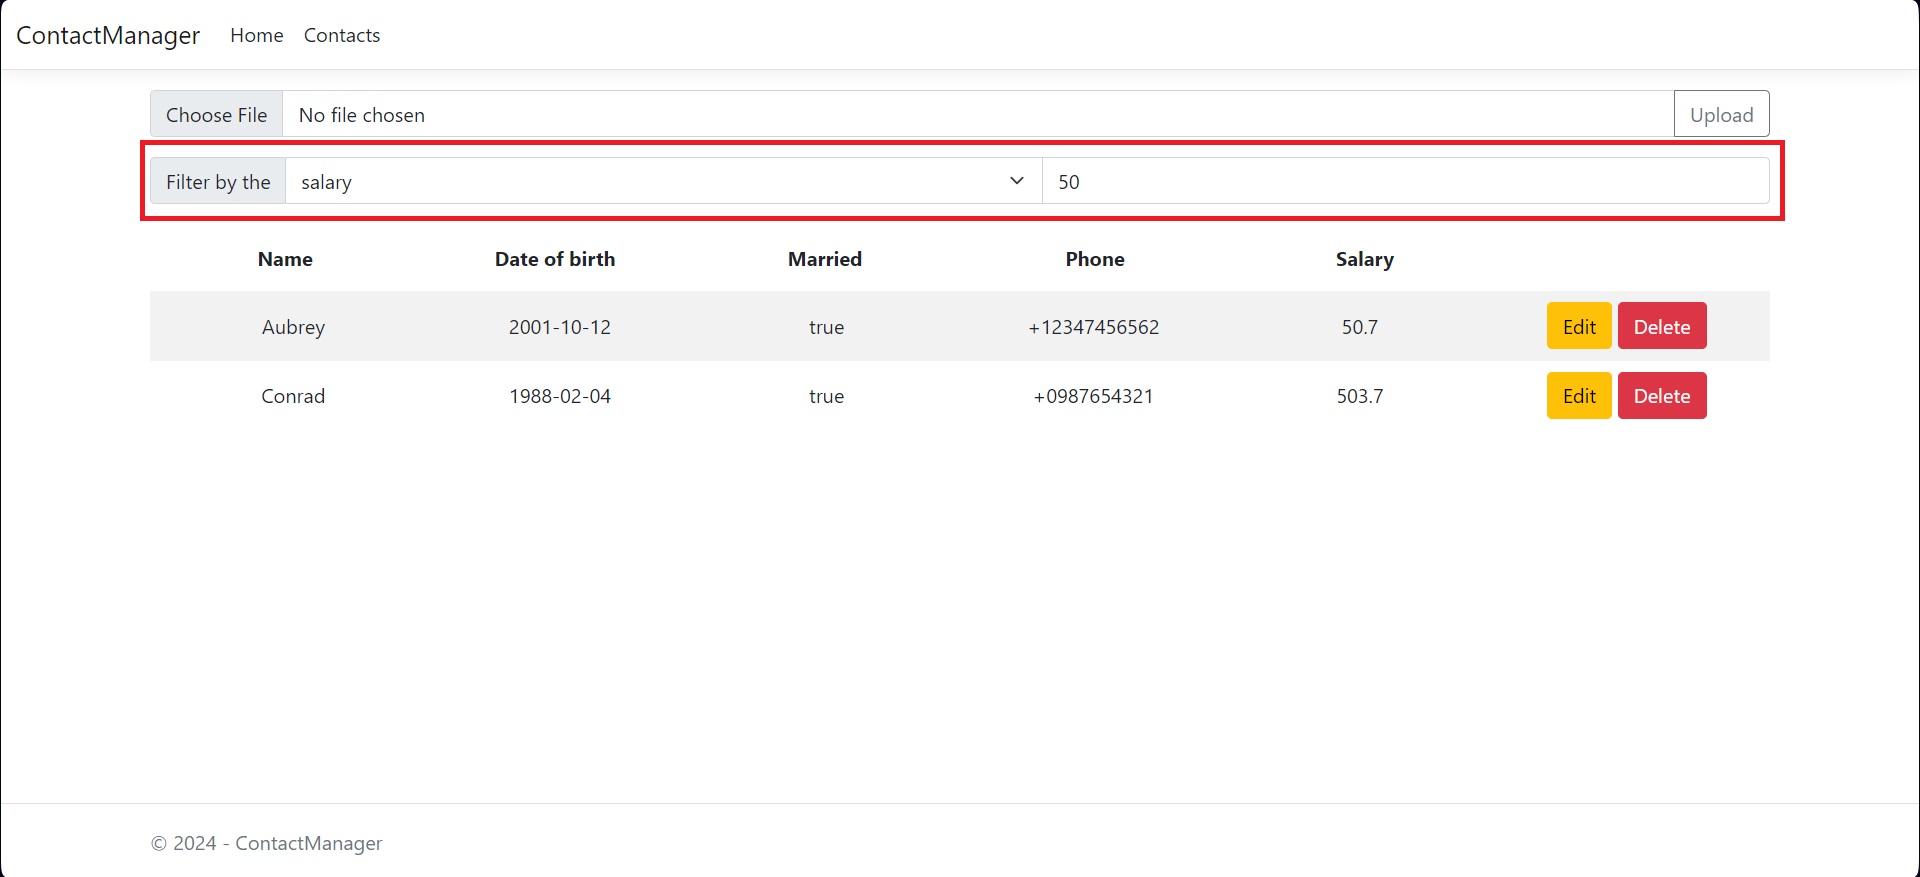 ContactManager Home Contacts
Choose File No file chosen Upload
Filter by the salary 50
Name Date of birth Married Phone Salary
Aubrey 2001-10-12 true +12347456562 50.7 Edit Delete
Conrad 1988-02-04 true +0987654321 503.7 Edit Delete
© 2024 - ContactManager